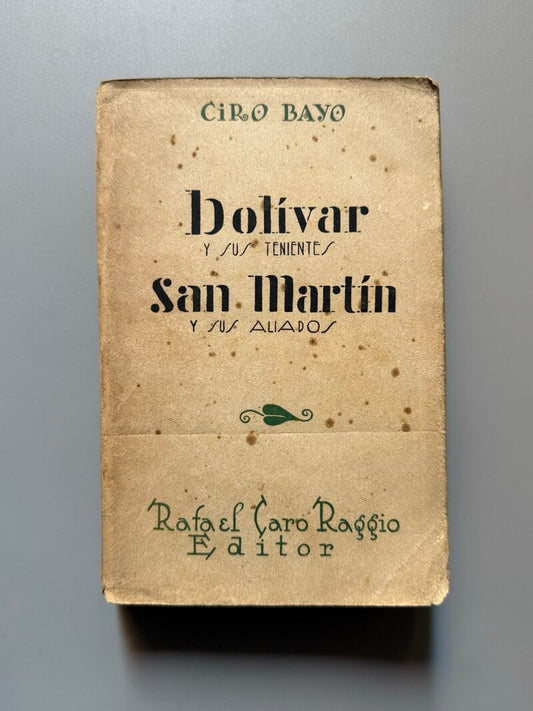 CiRO BAYO
Bolívar
Y SUS TENIENTES
San Martín
Y SUS ALIADOS
Rafael Caro Raggio
Editor